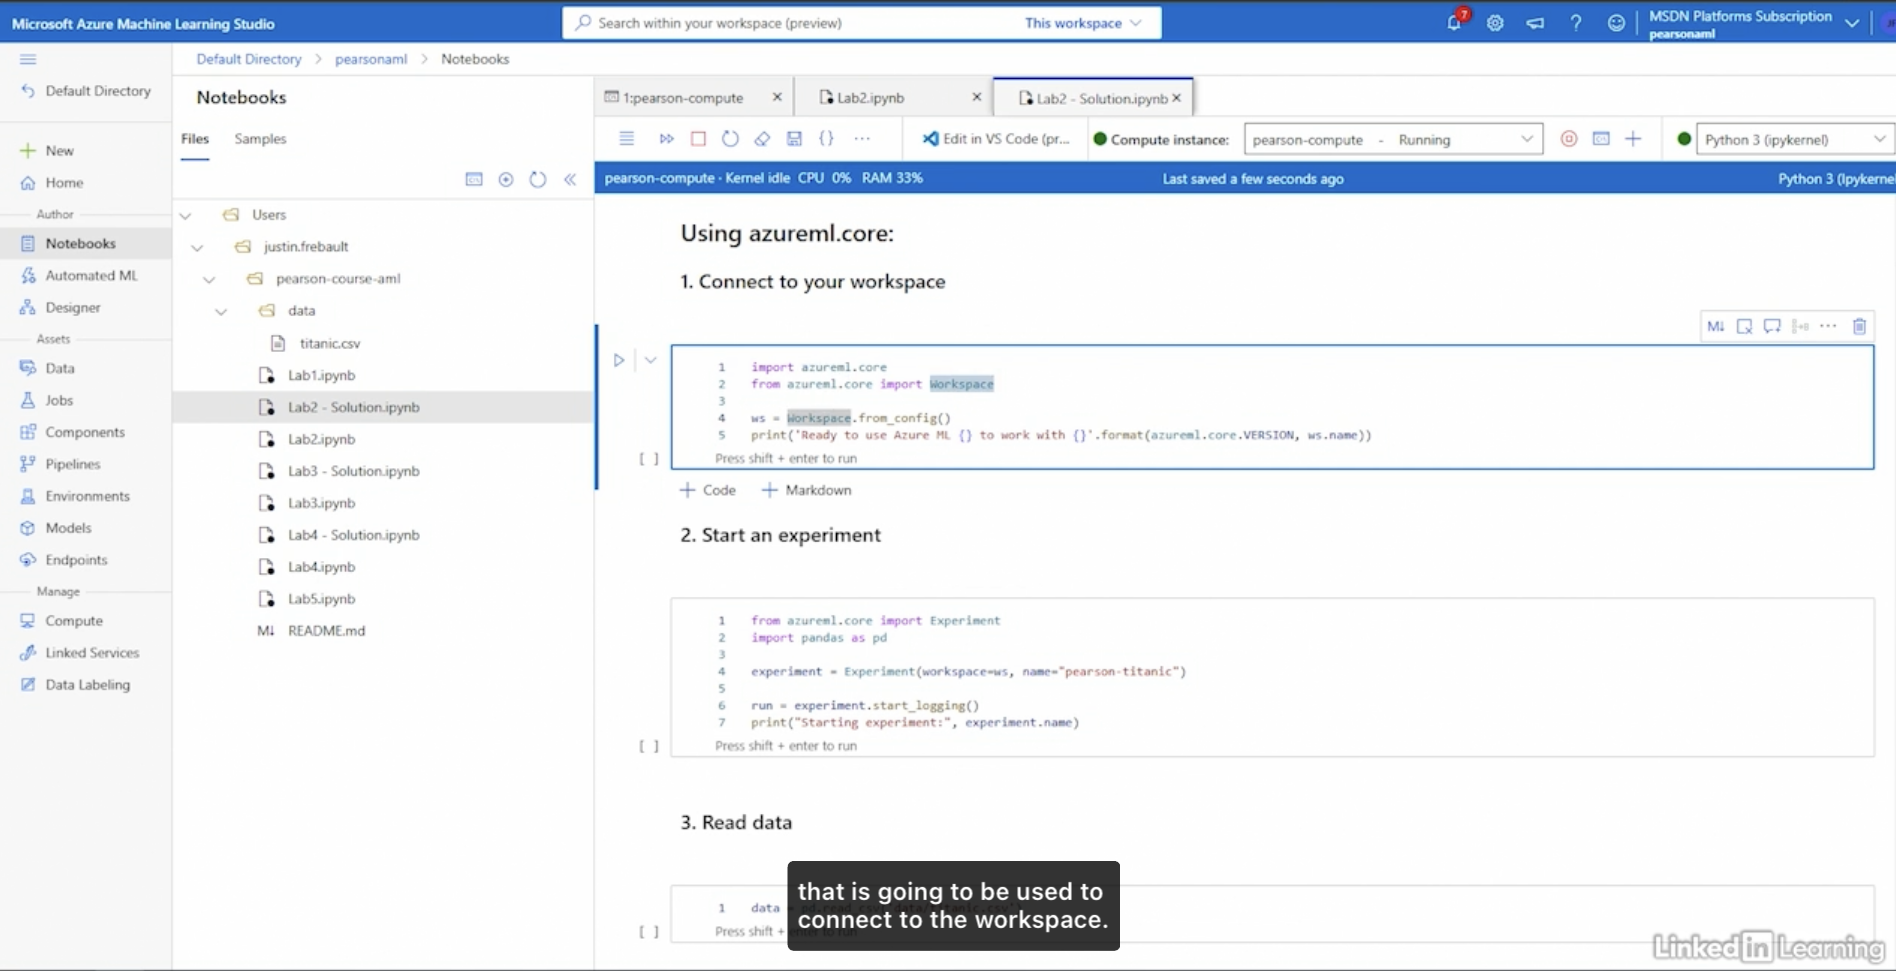 Microsoft Azure Machine Learning Studio
Search within your workspace (preview)
This workspace
7
MSDN Platforms Subscription
pearsonaml
Default Directory > pearsonaml > Notebooks
Default Directory
New
Home
Author
Notebooks
Automated ML
Designer
Assets
Data
Jobs
Components
Pipelines
Environments
Models
Endpoints
Manage
Compute
Linked Services
Data Labeling
Notebooks
Files
Samples
Users
justin.frebault
pearson-course-aml
data
titanic.csv
Lab1.ipynb
Lab2 - Solution.ipynb
Lab2.ipynb
Lab3 - Solution.ipynb
Lab3.ipynb
Lab4 - Solution.ipynb
Lab4.ipynb
Lab5.ipynb
M↓ README.md
1:pearson-compute
Lab2.ipynb
Lab2 - Solution.ipynb
Edit in VS Code (pr...
Compute instance:
pearson-compute - Running
Python 3 (ipykernel)
pearson-compute · Kernel idle CPU 0% RAM 33%
Last saved a few seconds ago
Python 3 (Ipykernel
Using azureml.core:
1. Connect to your workspace
M↓
1 import azureml.core
2 from azureml.core import Workspace
3
4 ws = Workspace.from_config()
5 print('Ready to use Azure ML {} to work with {}'.format(azureml.core.VERSION, ws.name))
[ ] Press shift + enter to run
+ Code + Markdown
2. Start an experiment
1 from azureml.core import Experiment
2 import pandas as pd
3
4 experiment = Experiment(workspace=ws, name="pearson-titanic")
5
6 run = experiment.start_logging()
7 print("Starting experiment:", experiment.name)
[ ] Press shift + enter to run
3. Read data
1 data
[ ] Press shift +
that is going to be used to
connect to the workspace.
Linked in Learning